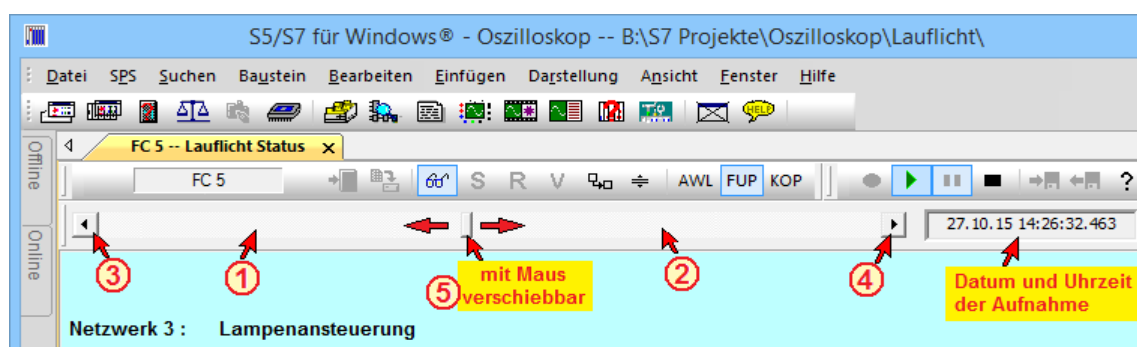 S5/S7 für Windows® - Oszilloskop -- B:\S7 Projekte\Oszilloskop\Lauflicht\
Datei SPS Suchen Baustein Bearbeiten Einfügen Darstellung Ansicht Fenster Hilfe
HELP
Offline
Online
FC 5 -- Lauflicht Status x
FC 5 S R V AWL FUP KOP ?
27.10.15 14:26:32.463
3 1 5 mit Maus
verschiebbar
2 4 Datum und Uhrzeit
der Aufnahme
Netzwerk 3 : Lampenansteuerung